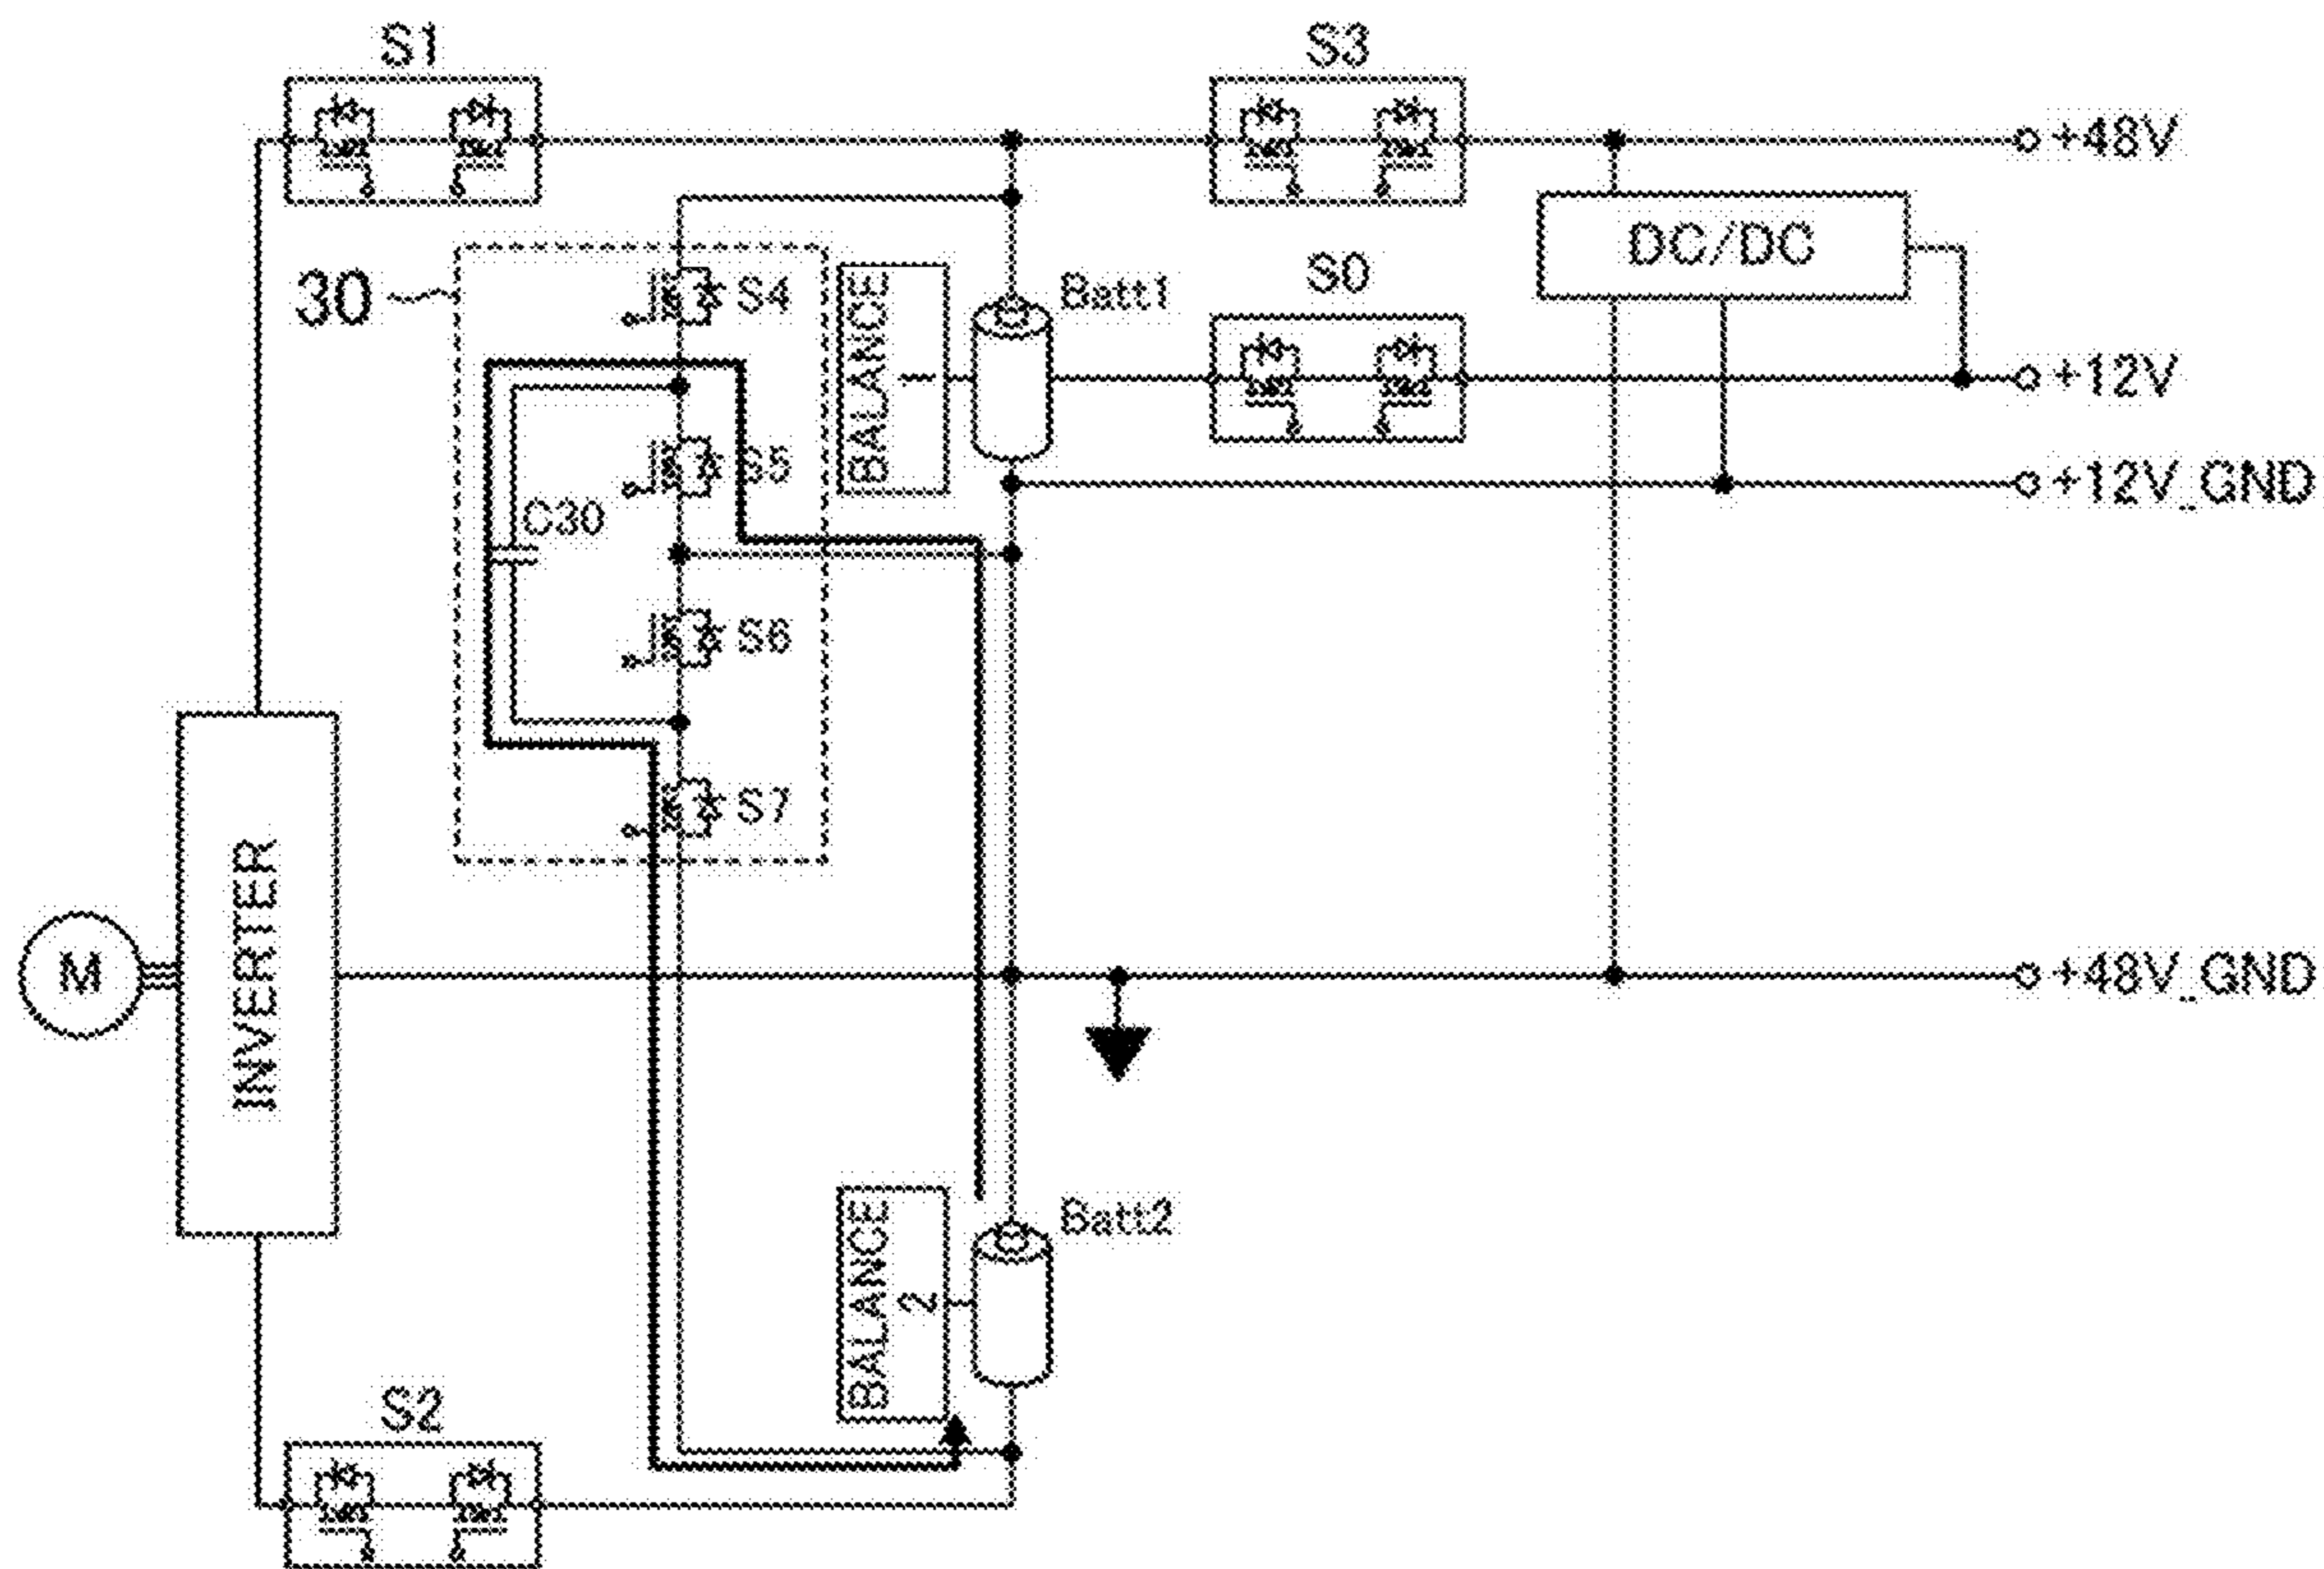 S1
S3
+48V
DC/DC
30
S4
BALANCE
1
Batt1
S0
+12V
S5
+12V_GND
C30
S6
S7
INVERTER
M
+48V_GND
BALANCE
2
Batt2
S2